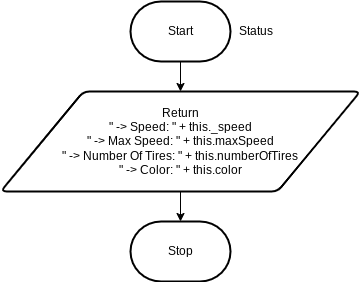 Start
Status
Return
" -> Speed: " + this._speed
" -> Max Speed: " + this.maxSpeed
" -> Number Of Tires: " + this.numberOfTires
" -> Color: " + this.color
Stop